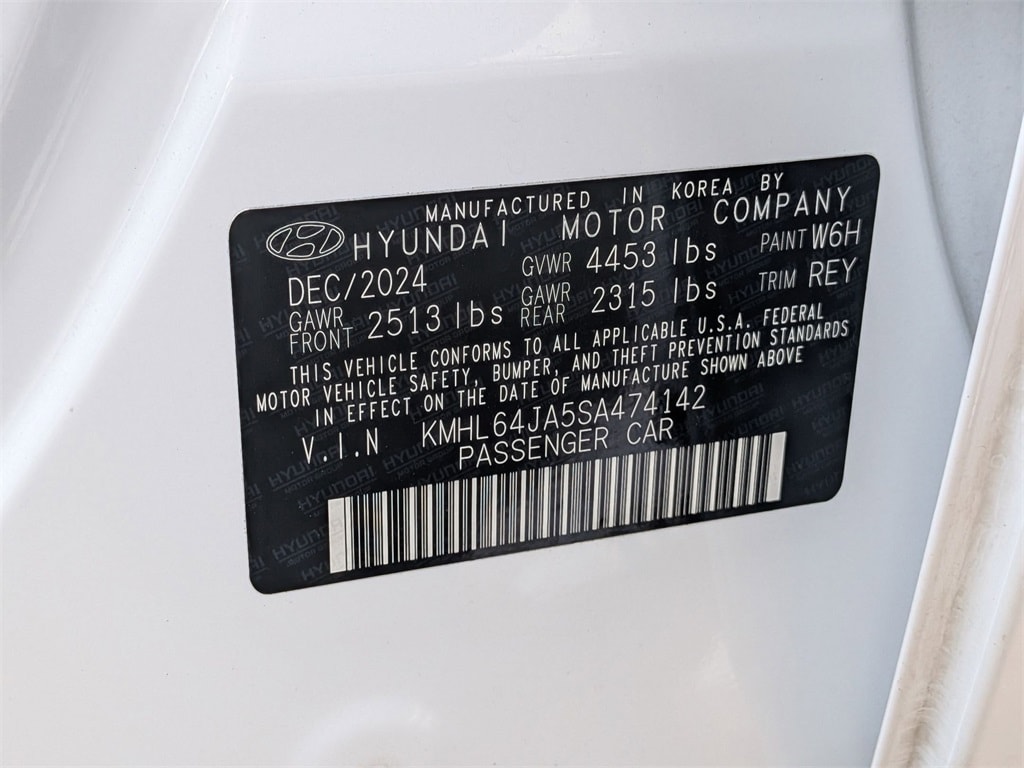 MANUFACTURED IN KOREA BY
HYUNDAI MOTOR COMPANY
DEC/2024 GVWR 4453 lbs PAINT W6H
GAWR FRONT 2513 lbs GAWR REAR 2315 lbs TRIM REY
THIS VEHICLE CONFORMS TO ALL APPLICABLE U.S.A. FEDERAL
MOTOR VEHICLE SAFETY, BUMPER, AND THEFT PREVENTION STANDARDS
IN EFFECT ON THE DATE OF MANUFACTURE SHOWN ABOVE
V.I.N KMHL64JA5SA474142
PASSENGER CAR